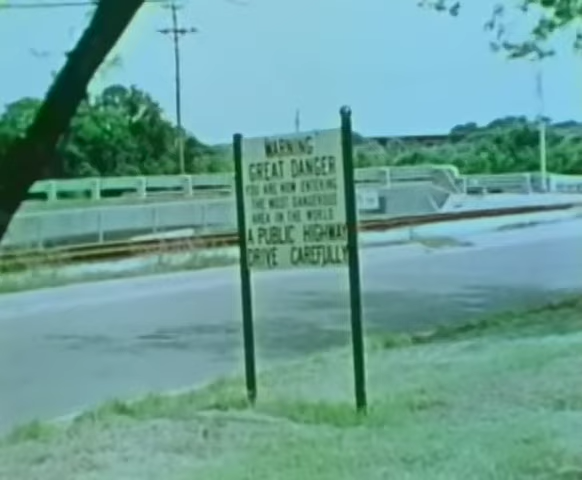 WARNING
GREAT DANGER
YOU ARE NOW ENTERING
THE MOST DANGEROUS
AREA IN THE WORLD
A PUBLIC HIGHWAY
DRIVE CAREFULLY